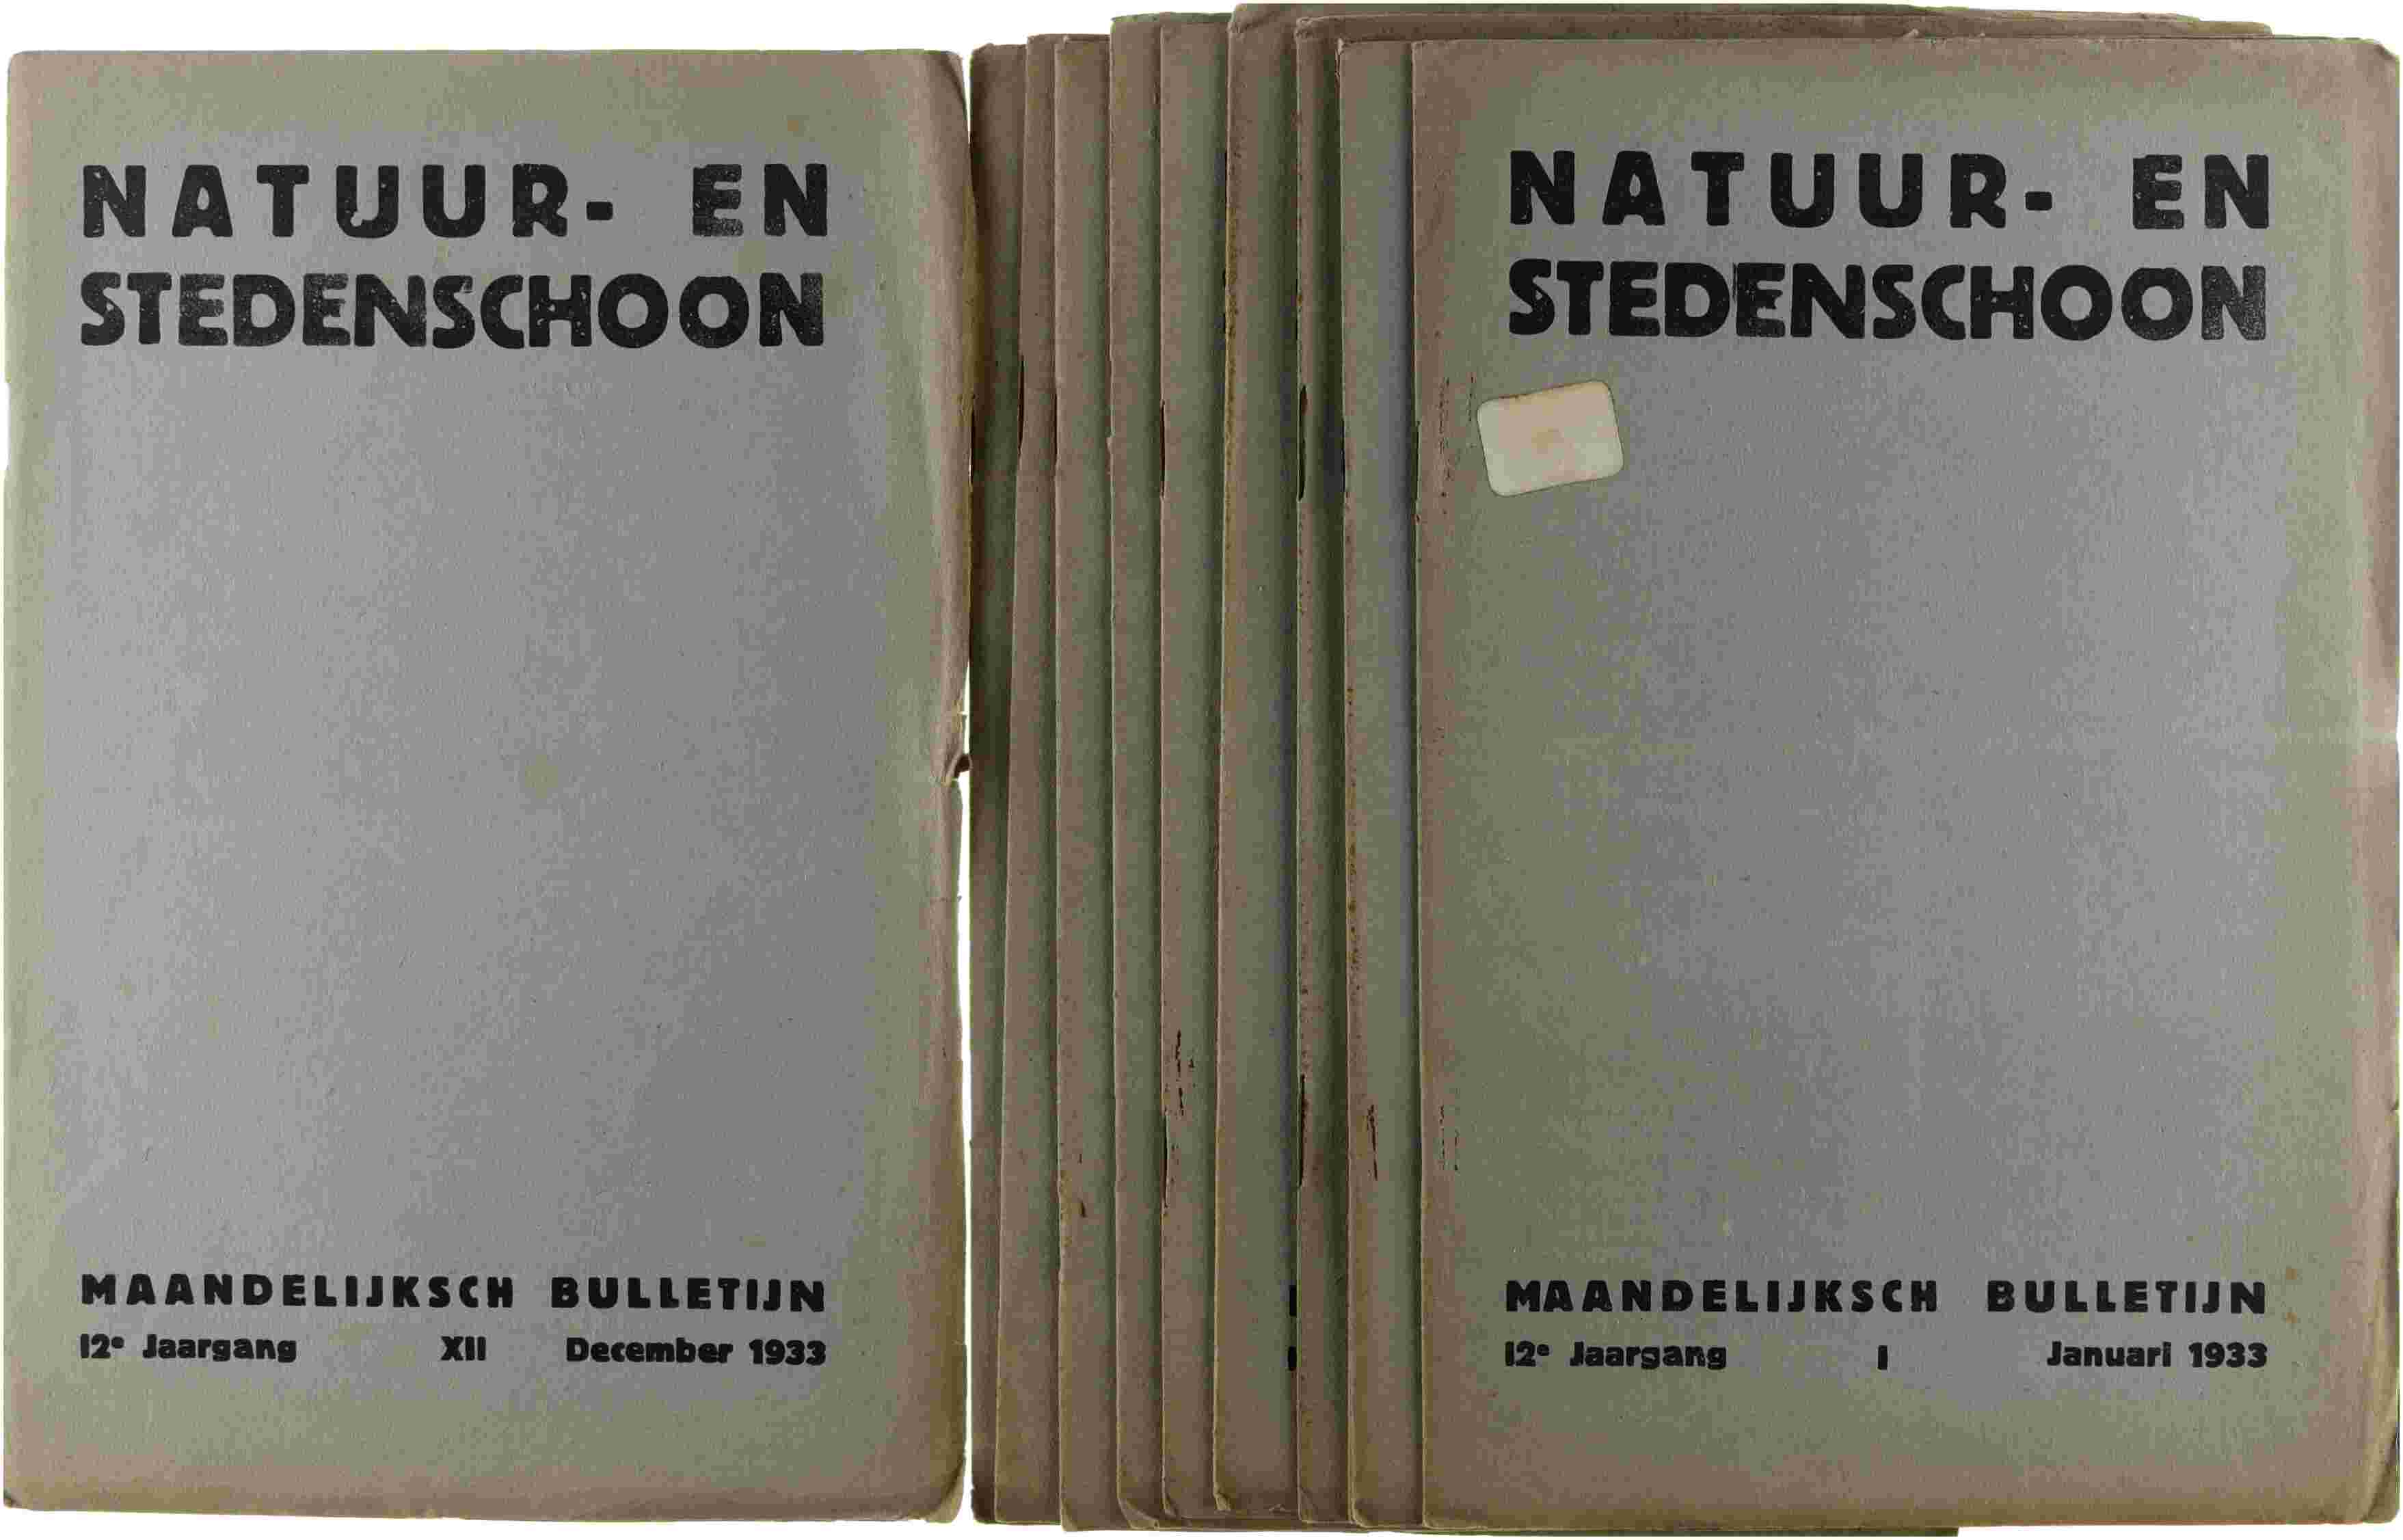 NATUUR- EN
STEDENSCHOON
MAANDELIJKSCH BULLETIJN
12e Jaargang XII December 1933
NATUUR- EN
STEDENSCHOON
MAANDELIJKSCH BULLETIJN
12e Jaargang I Januari 1933